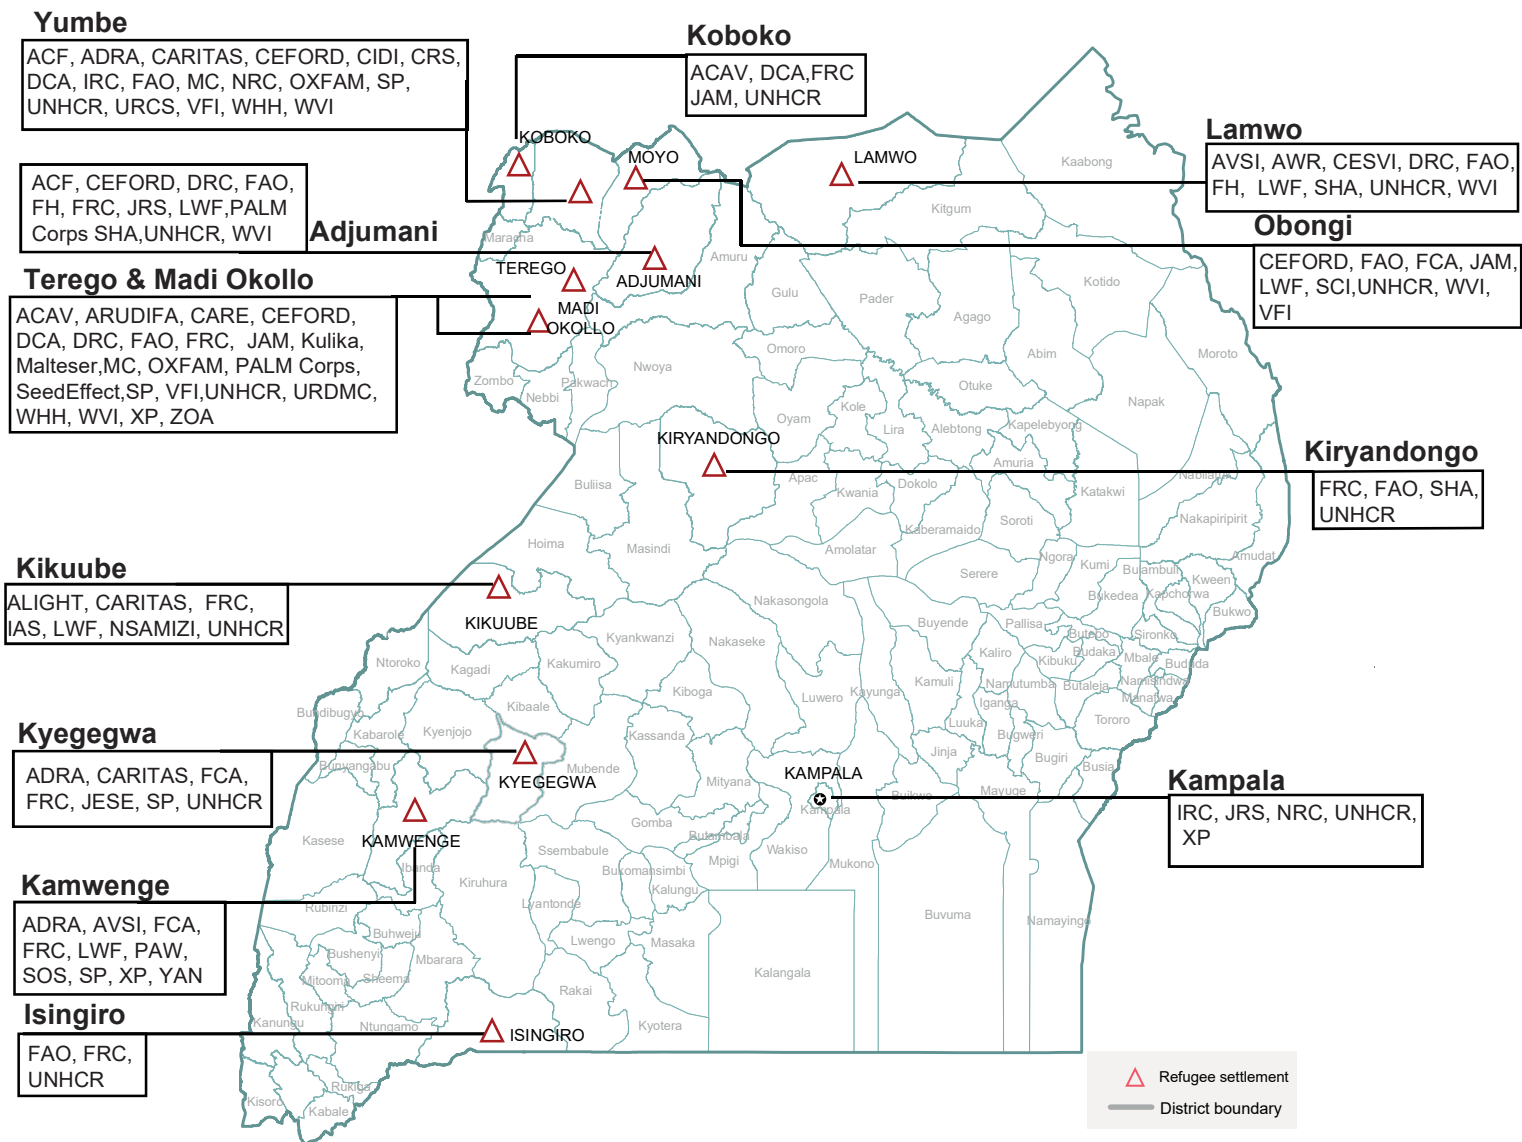 Yumbe
ACF, ADRA, CARITAS, CEFORD, CIDI, CRS,
DCA, IRC, FAO, MC, NRC, OXFAM, SP,
UNHCR, URCS, VFI, WHH, WVI
Koboko
ACAV, DCA,FRC
JAM, UNHCR
Lamwo
AVSI, AWR, CESVI, DRC, FAO,
FH, LWF, SHA, UNHCR, WVI
ACF, CEFORD, DRC, FAO,
FH, FRC, JRS, LWF,PALM
Corps SHA,UNHCR, WVI
Adjumani
Obongi
CEFORD, FAO, FCA, JAM,
LWF, SCI,UNHCR, WVI,
VFI
Terego & Madi Okollo
ACAV, ARUDIFA, CARE, CEFORD,
DCA, DRC, FAO, FRC, JAM, Kulika,
Malteser,MC, OXFAM, PALM Corps,
SeedEffect,SP, VFI,UNHCR, URDMC,
WHH, WVI, XP, ZOA
Kiryandongo
FRC, FAO, SHA,
UNHCR
Kikuube
ALIGHT, CARITAS, FRC,
IAS, LWF, NSAMIZI, UNHCR
Kyegegwa
ADRA, CARITAS, FCA,
FRC, JESE, SP, UNHCR
Kampala
IRC, JRS, NRC, UNHCR,
XP
Kamwenge
ADRA, AVSI, FCA,
FRC, LWF, PAW,
SOS, SP, XP, YAN
Isingiro
FAO, FRC,
UNHCR
KOBOKO
MOYO
LAMWO
Kaabong
Kitgum
Maracha
Amuru
TEREGO
ADJUMANI
MADI
OKOLLO
Gulu
Pader
Kotido
Agago
Omoro
Abim
Moroto
Nwoya
Zombo
Pakwach
Nebbi
Otuke
Napak
Kole
Oyam
Lira
Alebtong
Kapelebyong
KIRYANDONGO
Amuria
Buliisa
Apac
Kwania
Dokolo
Katakwi
Nabilatuk
Kaberamaido
Soroti
Nakapiripirit
Hoima
Masindi
Amolatar
Ngora
Kumi
Amudat
Serere
Bulambuli
Kween
Bukedea
Kapchorwa
Bukwo
Nakasongola
KIKUUBE
Buyende
Pallisa
Butebo
Sironko
Kyankwanzi
Nakaseke
Budaka
Kaliro
Kibuku
Mbale
Bududa
Ntoroko
Kagadi
Kakumiro
Kamuli
Namutumba
Butaleja
Namisindwa
Manafwa
Kiboga
Luwero
Kayunga
Iganga
Bundibugyo
Kibaale
Luuka
Tororo
Kabarole
Kyenjojo
Kassanda
Bugweri
Jinja
Bugiri
Bunyangabu
Mubende
Busia
KYEGEGWA
Mityana
KAMPALA
Mayuge
Buikwe
Kampala
Gomba
Butambala
Kasese
KAMWENGE
Ssembabule
Wakiso
Mpigi
Mukono
Ibanda
Bukomansimbi
Kiruhura
Kalungu
Lyantonde
Rubirizi
Buvuma
Namayingo
Buhweju
Lwengo
Masaka
Bushenyi
Mbarara
Kalangala
Mitooma
Sheema
Rakai
Rukungiri
Kanungu
Ntungamo
Kyotera
ISINGIRO
Rukiga
Kisoro
Kabale
Refugee settlement
District boundary